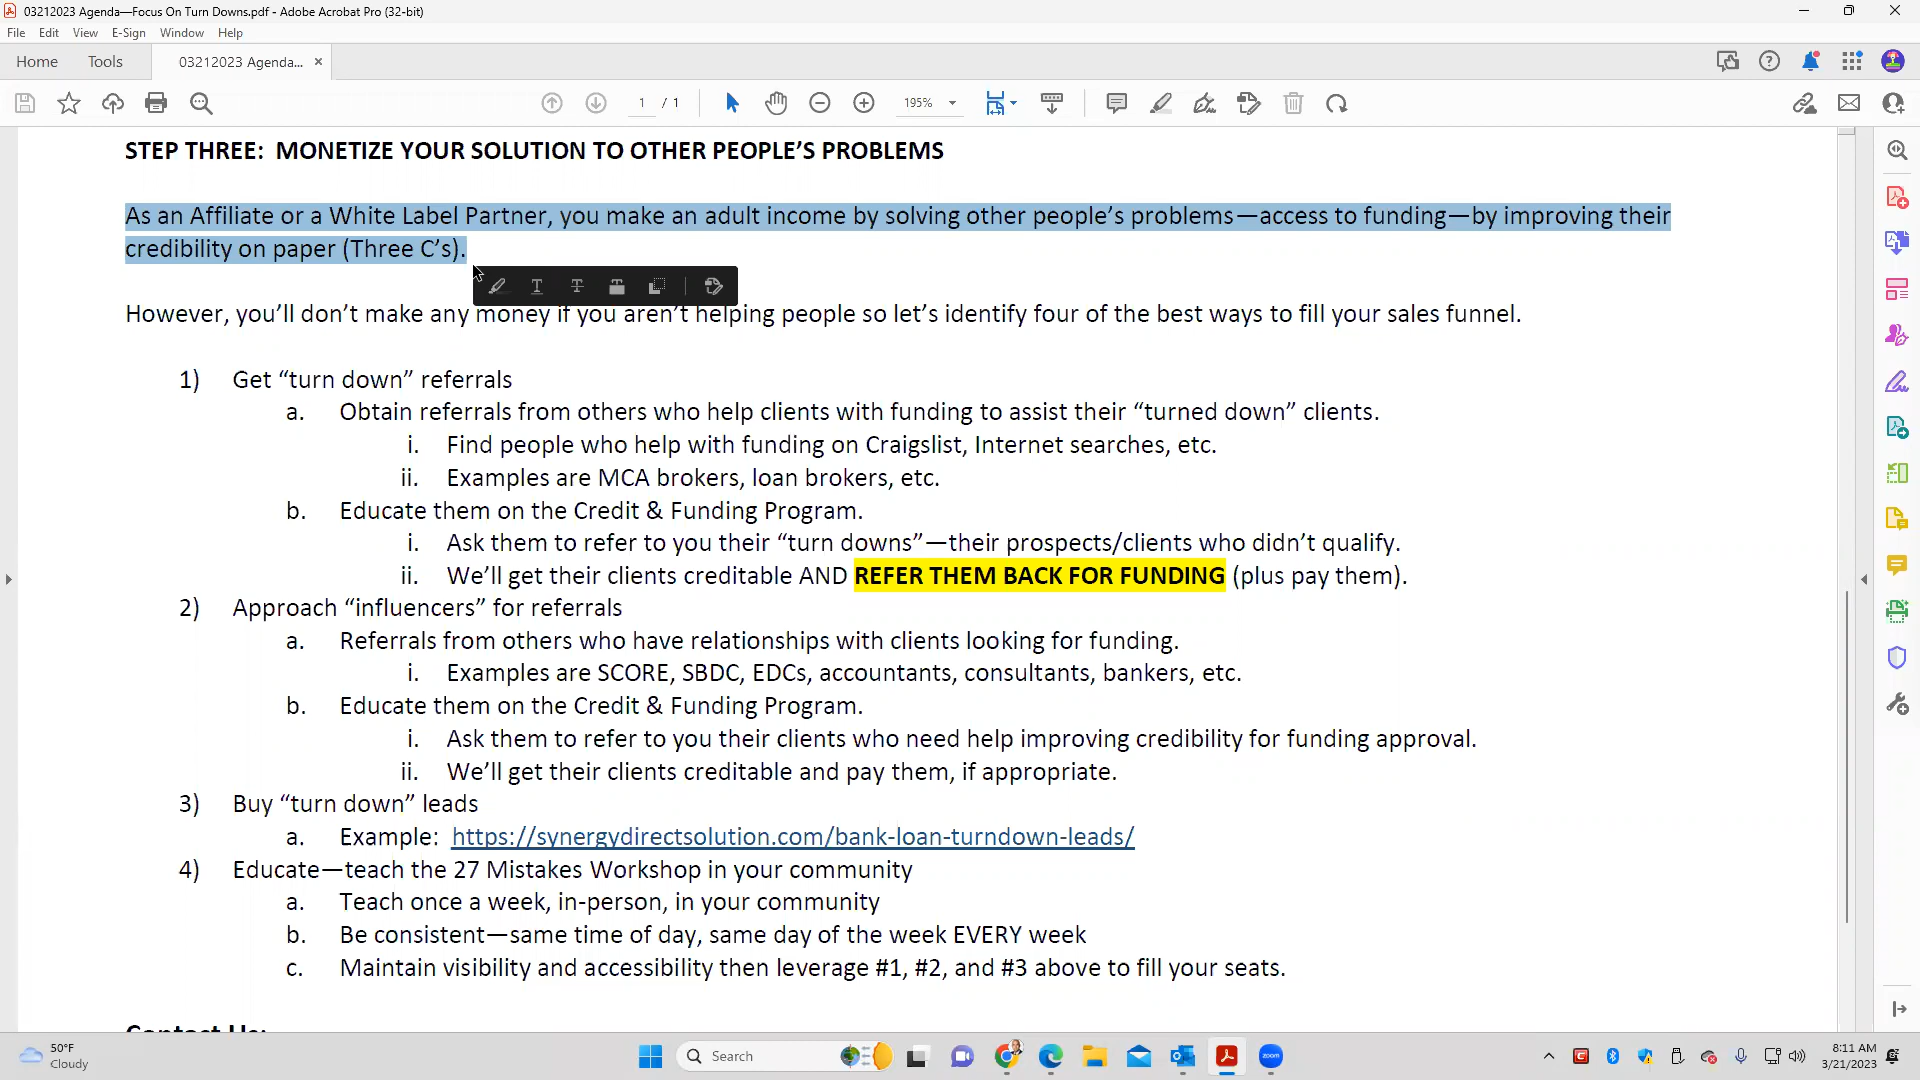 03212023 Agenda—Focus On Turn Downs.pdf - Adobe Acrobat Pro (32-bit)
File Edit View E-Sign Window Help
Home Tools 03212023 Agenda... ×
1 / 1 195%
STEP THREE: MONETIZE YOUR SOLUTION TO OTHER PEOPLE’S PROBLEMS
As an Affiliate or a White Label Partner, you make an adult income by solving other people’s problems—access to funding—by improving their
credibility on paper (Three C’s).
However, you’ll don’t make any money if you aren’t helping people so let’s identify four of the best ways to fill your sales funnel.
1) Get “turn down” referrals
a. Obtain referrals from others who help clients with funding to assist their “turned down” clients.
i. Find people who help with funding on Craigslist, Internet searches, etc.
ii. Examples are MCA brokers, loan brokers, etc.
b. Educate them on the Credit & Funding Program.
i. Ask them to refer to you their “turn downs”—their prospects/clients who didn’t qualify.
ii. We’ll get their clients creditable AND REFER THEM BACK FOR FUNDING (plus pay them).
2) Approach “influencers” for referrals
a. Referrals from others who have relationships with clients looking for funding.
i. Examples are SCORE, SBDC, EDCs, accountants, consultants, bankers, etc.
b. Educate them on the Credit & Funding Program.
i. Ask them to refer to you their clients who need help improving credibility for funding approval.
ii. We’ll get their clients creditable and pay them, if appropriate.
3) Buy “turn down” leads
a. Example: https://synergydirectsolution.com/bank-loan-turndown-leads/
4) Educate—teach the 27 Mistakes Workshop in your community
a. Teach once a week, in-person, in your community
b. Be consistent—same time of day, same day of the week EVERY week
c. Maintain visibility and accessibility then leverage #1, #2, and #3 above to fill your seats.
Contact Us:
50°F
Cloudy
Search
zoom
8:11 AM
3/21/2023